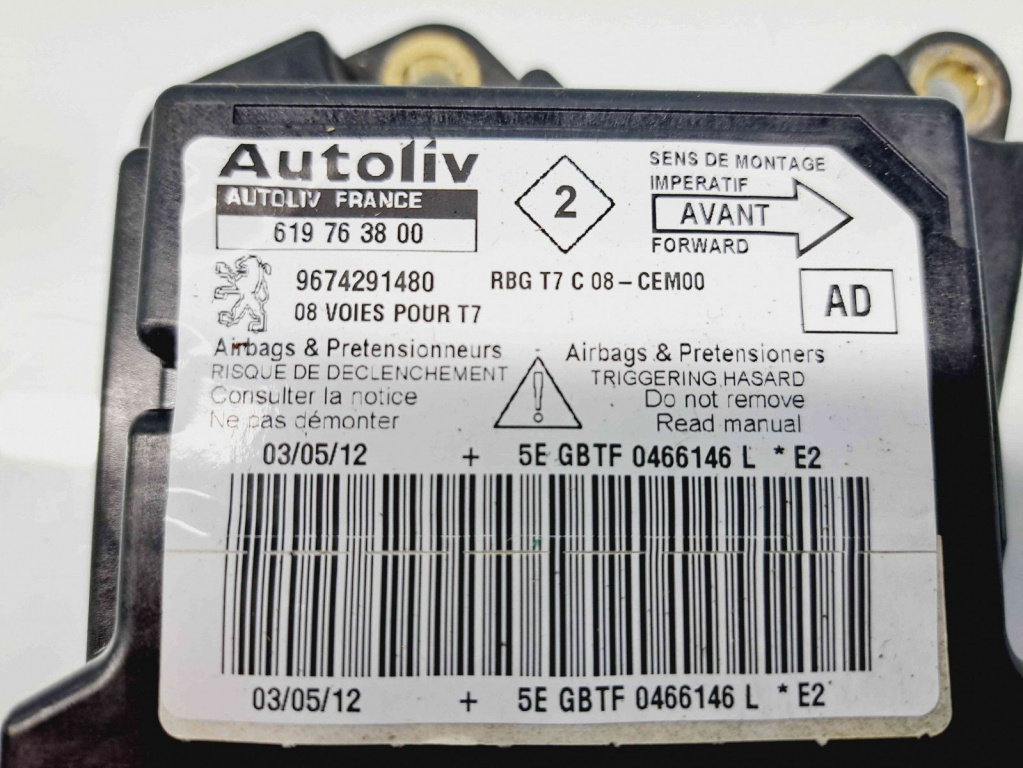 Autoliv
AUTOLIV FRANCE
619 76 38 00
2
SENS DE MONTAGE
IMPERATIF
AVANT
FORWARD
9674291480 RBG T7 C 08-CEM00
08 VOIES POUR T7
AD
Airbags & Pretensionneurs
RISQUE DE DECLENCHEMENT
Consulter la notice
Ne pas démonter
Airbags & Pretensioners
TRIGGERING HASARD
Do not remove
Read manual
03/05/12 + 5E GBTF 0466146 L * E2
03/05/12 + 5E GBTF 0466146 L * E2